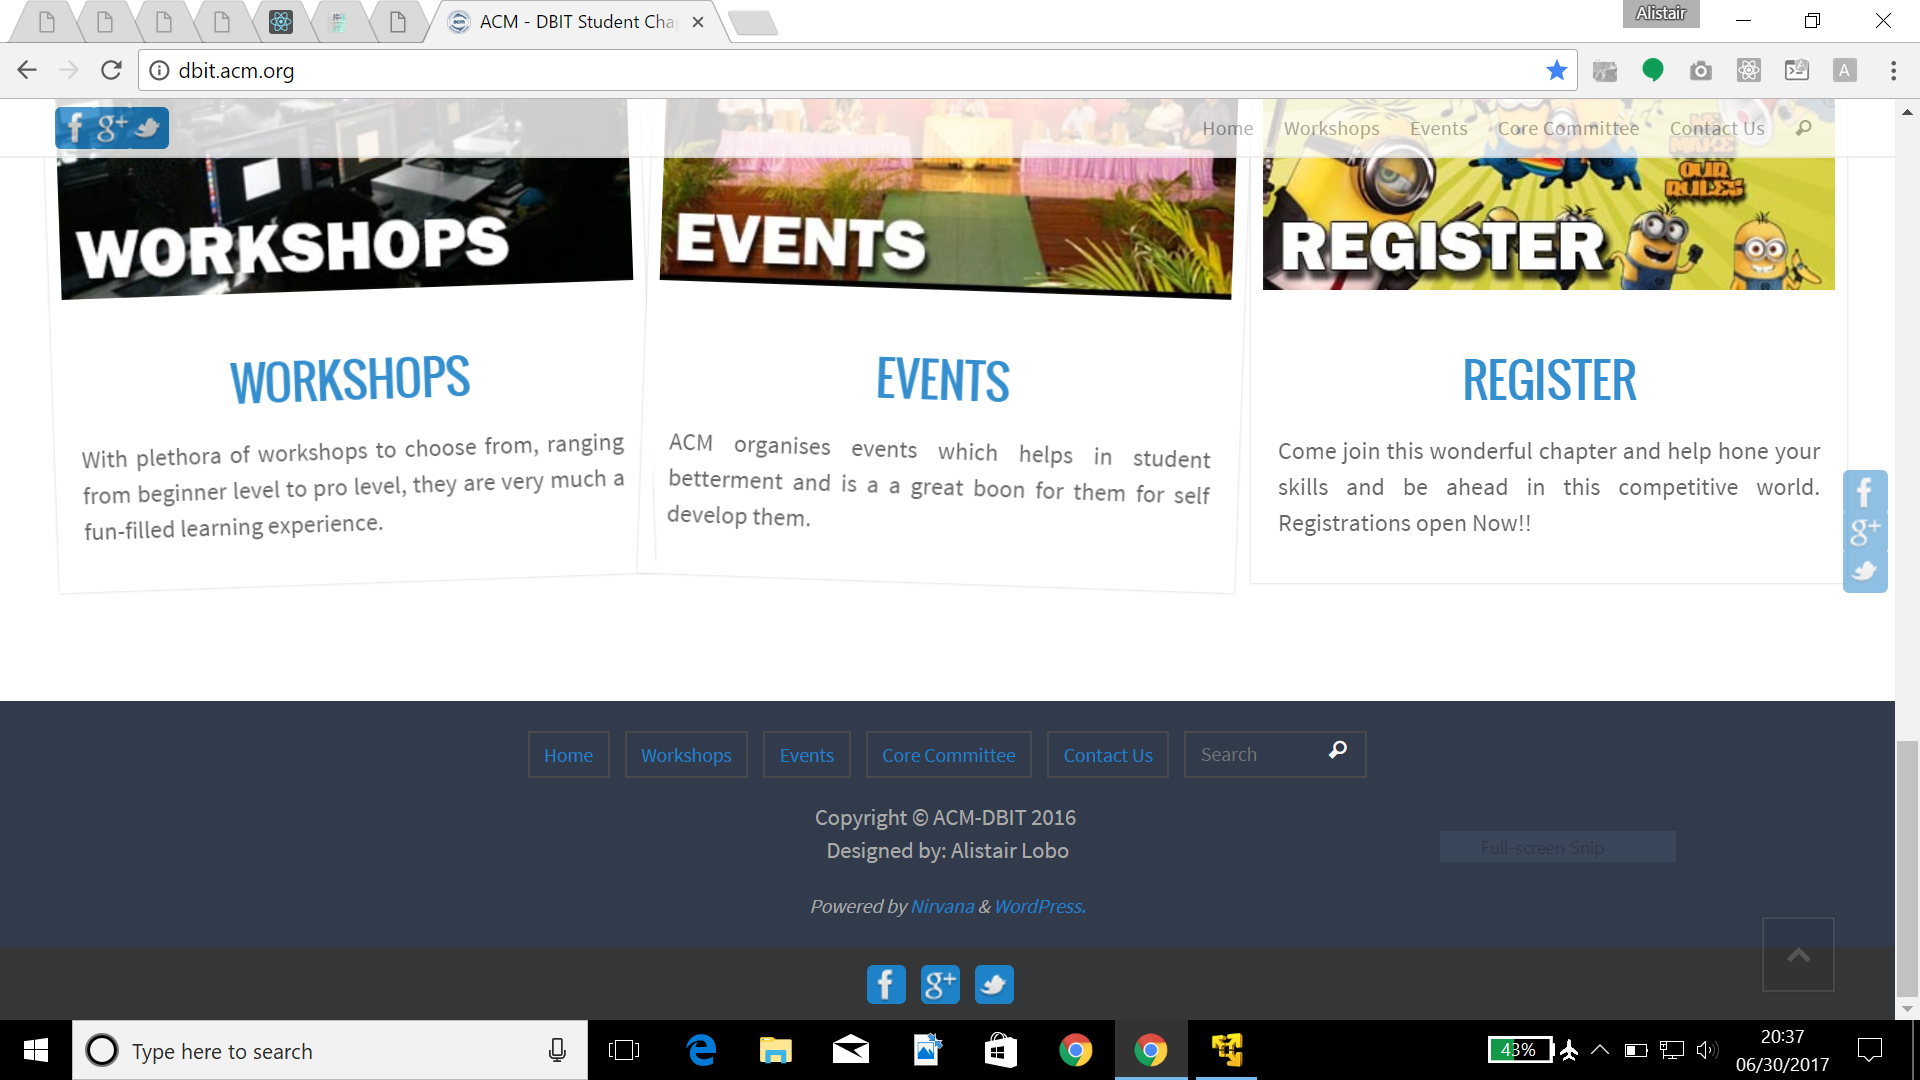 Alistair
ACM - DBIT Student Cha
dbit.acm.org
f g+
Home Workshops Events Core Committee Contact Us
WORKSHOPS
EVENTS
MAKE
OUR
RULES
REGISTER
WORKSHOPS
With plethora of workshops to choose from, ranging
from beginner level to pro level, they are very much a
fun-filled learning experience.
EVENTS
ACM organises events which helps in student
betterment and is a a great boon for them for self
develop them.
REGISTER
Come join this wonderful chapter and help hone your
skills and be ahead in this competitive world.
Registrations open Now!!
f
g+
Home Workshops Events Core Committee Contact Us Search
Copyright © ACM-DBIT 2016
Designed by: Alistair Lobo
Full-screen Snip
Powered by Nirvana & WordPress.
f g+
Type here to search
43%
20:37
06/30/2017